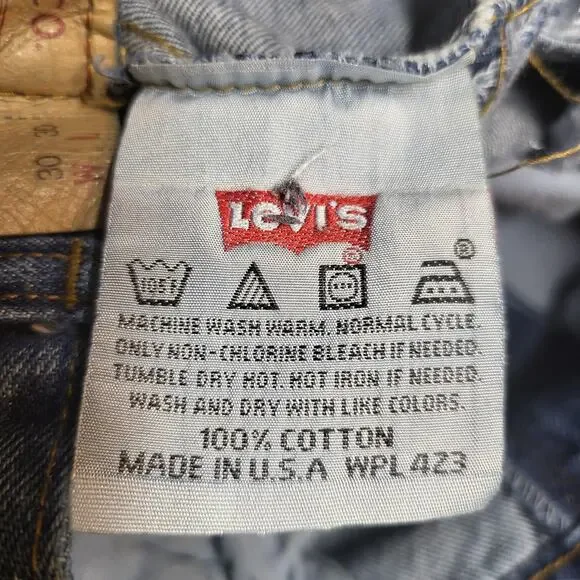 LEVI'S
®
®
105F
MACHINE WASH WARM. NORMAL CYCLE.
ONLY NON-CHLORINE BLEACH IF NEEDED.
TUMBLE DRY HOT. HOT IRON IF NEEDED.
WASH AND DRY WITH LIKE COLORS.
100% COTTON
MADE IN U.S.A WPL 423